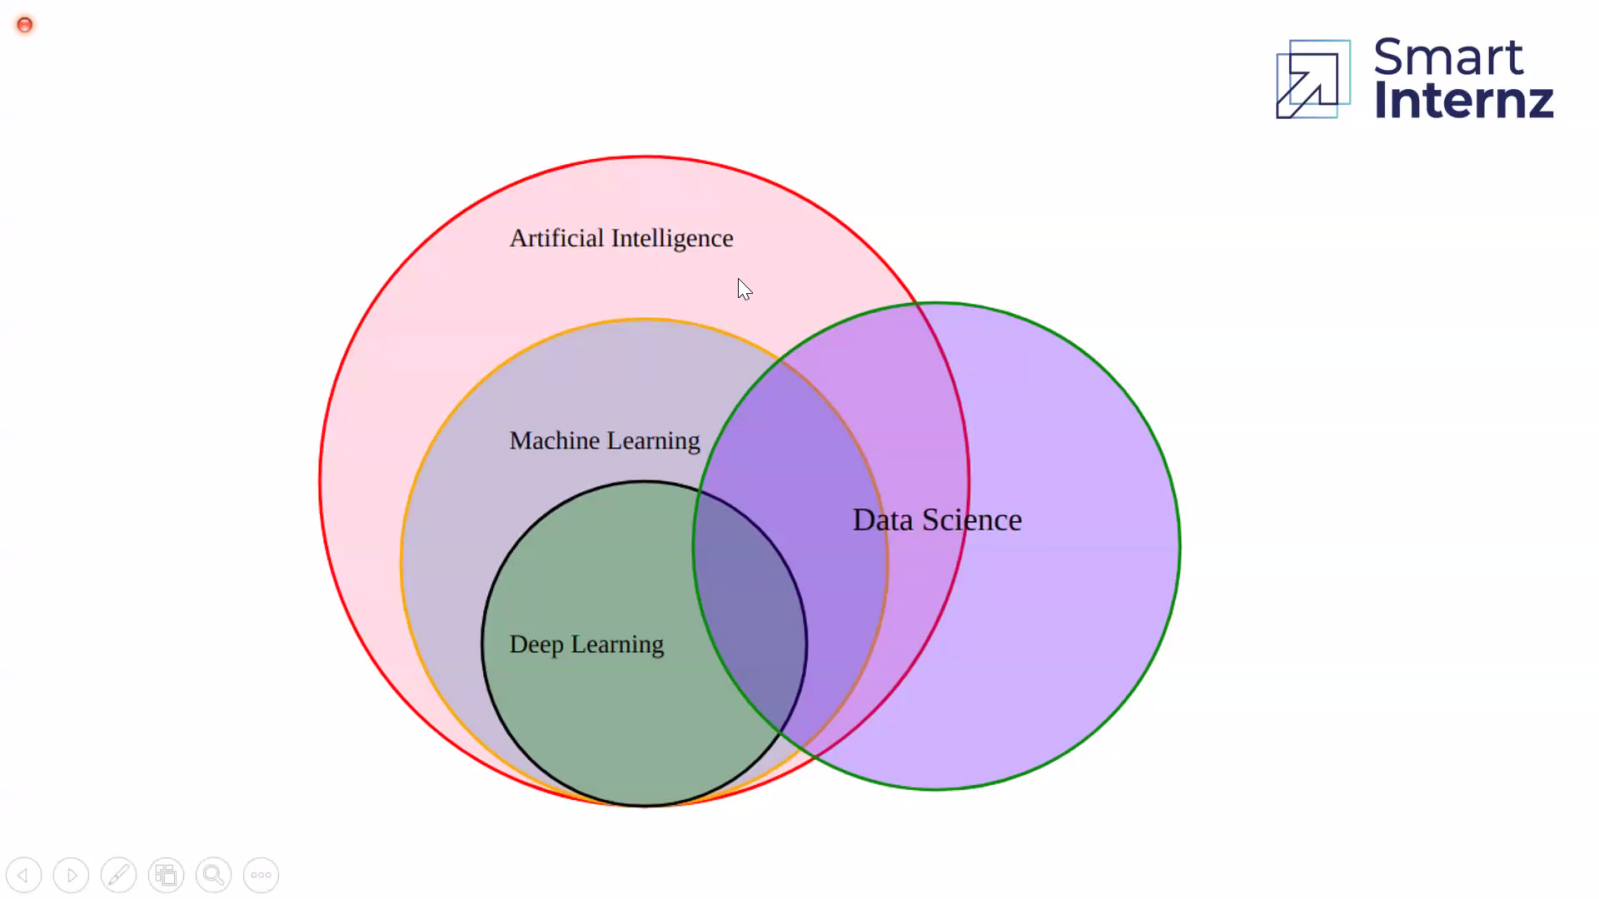 Smart
Internz
Artificial Intelligence
Machine Learning
Data Science
Deep Learning